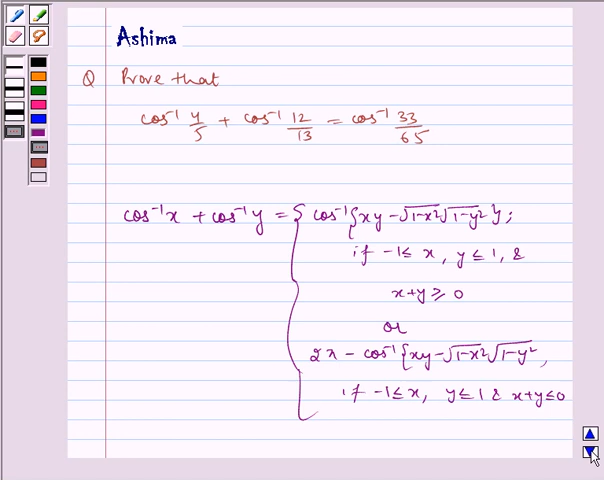 Ashima
Q Prove that
cos⁻¹ 4/5 + cos⁻¹ 12/13 = cos⁻¹ 33/65
cos⁻¹x + cos⁻¹y = { cos⁻¹{xy - √1-x² √1-y² };
if -1 ≤ x, y ≤ 1, &
x+y ≥ 0
or
2π - cos⁻¹{xy - √1-x² √1-y²,
if -1 ≤ x, y ≤ 1 & x+y ≤ 0